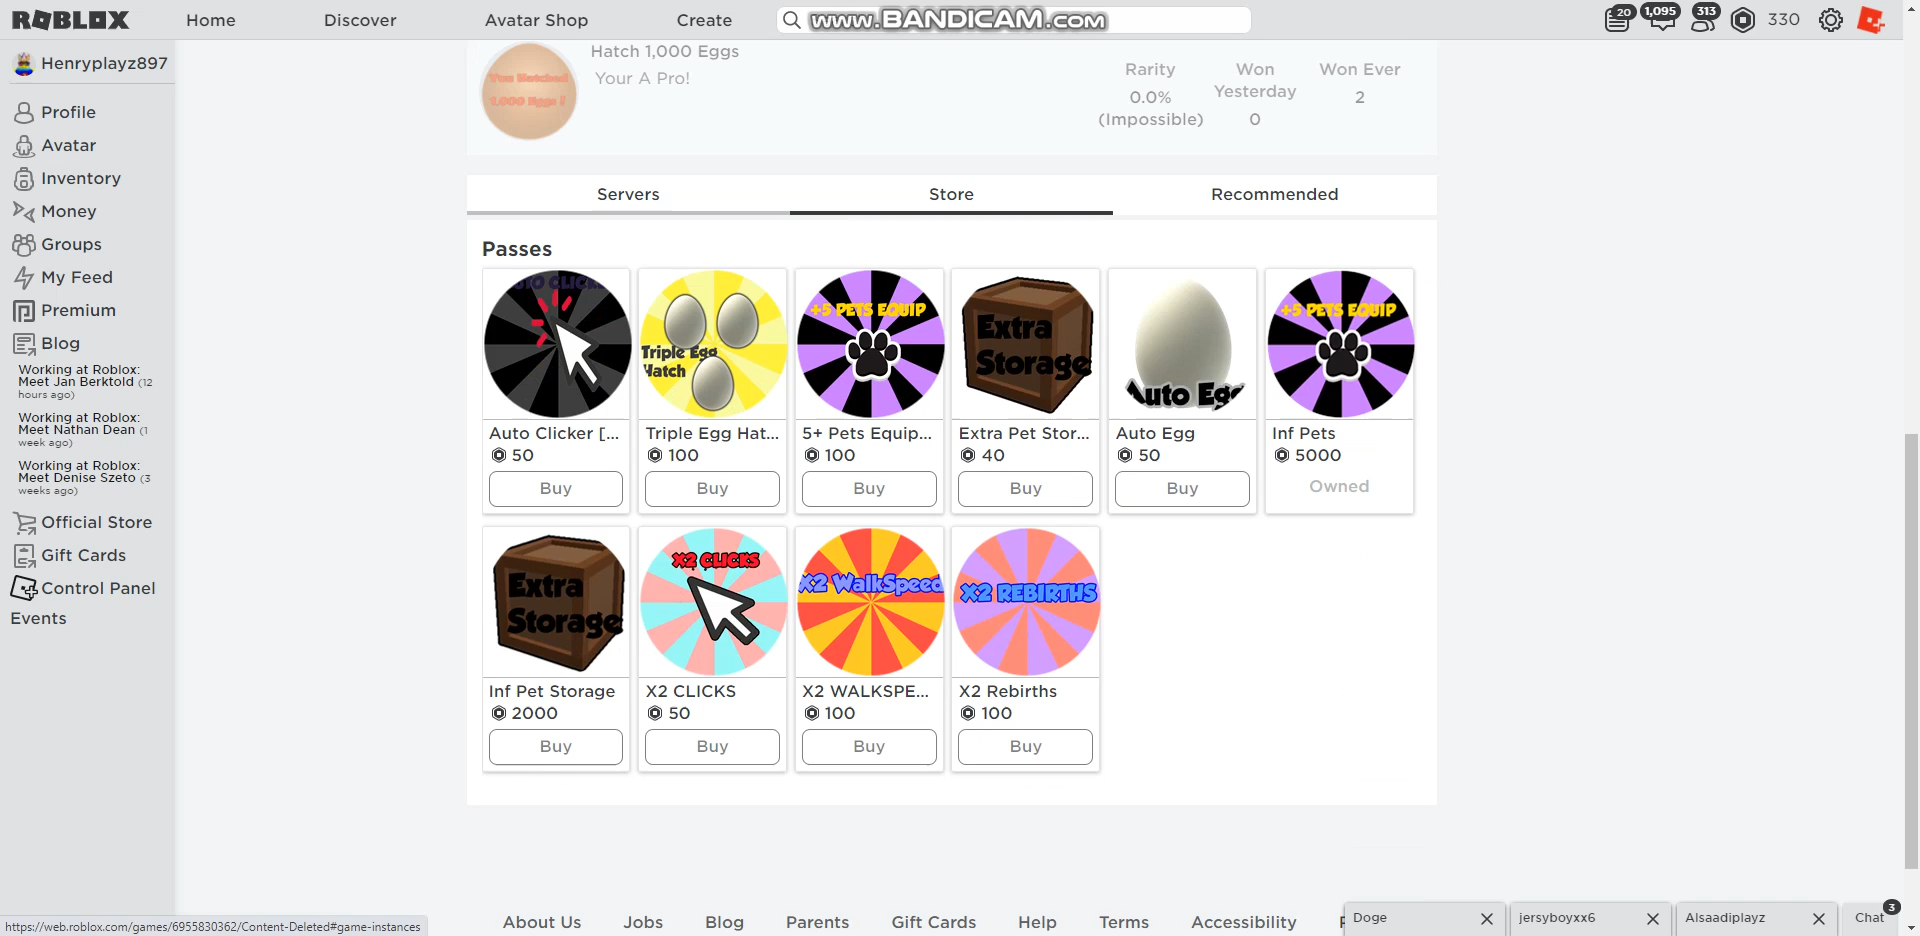 ROBLOX
Home
Discover
Avatar Shop
Create
www.BANDICAM.com
20
1,095
313
330
Henryplayz897
Profile
Avatar
Inventory
Money
Groups
My Feed
Premium
Blog
Working at Roblox:
Meet Jan Berktold (12
hours ago)
Working at Roblox:
Meet Nathan Dean (1
week ago)
Working at Roblox:
Meet Denise Szeto (3
weeks ago)
Official Store
Gift Cards
Control Panel
Events
You Hatched
1,000 Eggs !
Hatch 1,000 Eggs
Your A Pro!
Rarity
0.0%
(Impossible)
Won
Yesterday
0
Won Ever
2
Servers
Store
Recommended
Passes
Triple Egg
Hatch
+5 PETS EQUIP
Extra
Storage
Auto Egg
+5 PETS EQUIP
Auto Clicker [...
50
Buy
Triple Egg Hat...
100
Buy
5+ Pets Equip...
100
Buy
Extra Pet Stor...
40
Buy
Auto Egg
50
Buy
Inf Pets
5000
Owned
Extra
Storage
X2 CLICKS
X2 WalkSpeed
X2 REBIRTHS
Inf Pet Storage
2000
Buy
X2 CLICKS
50
Buy
X2 WALKSPE...
100
Buy
X2 Rebirths
100
Buy
About Us
Jobs
Blog
Parents
Gift Cards
Help
Terms
Accessibility
Doge
jersyboyxx6
Alsaadiplayz
Chat
3
https://web.roblox.com/games/6955830362/Content-Deleted#game-instances